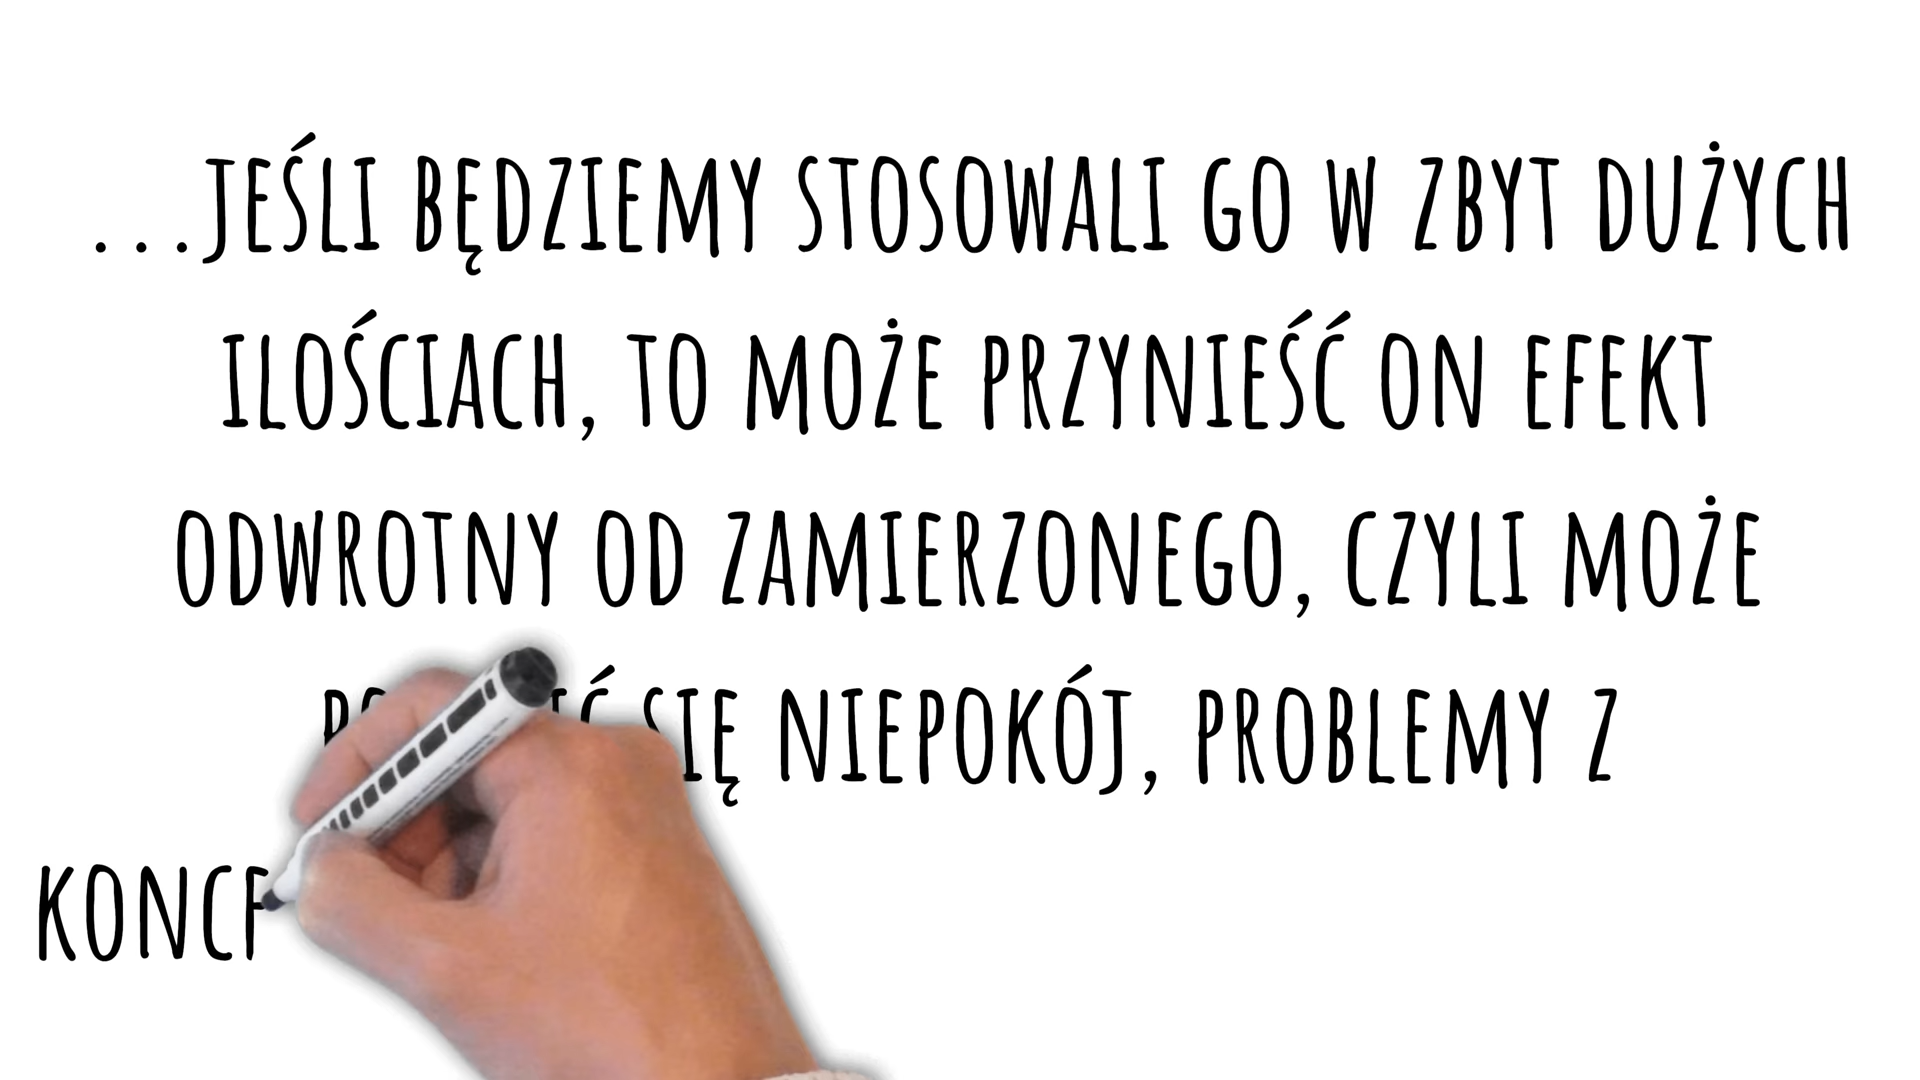 ...JEŚLI BĘDZIEMY STOSOWALI GO W ZBYT DUŻYCH
ILOŚCIACH, TO MOŻE PRZYNIEŚĆ ON EFEKT
ODWROTNY OD ZAMIERZONEGO, CZYLI MOŻE
SIĘ NIEPOKÓJ, PROBLEMY Z